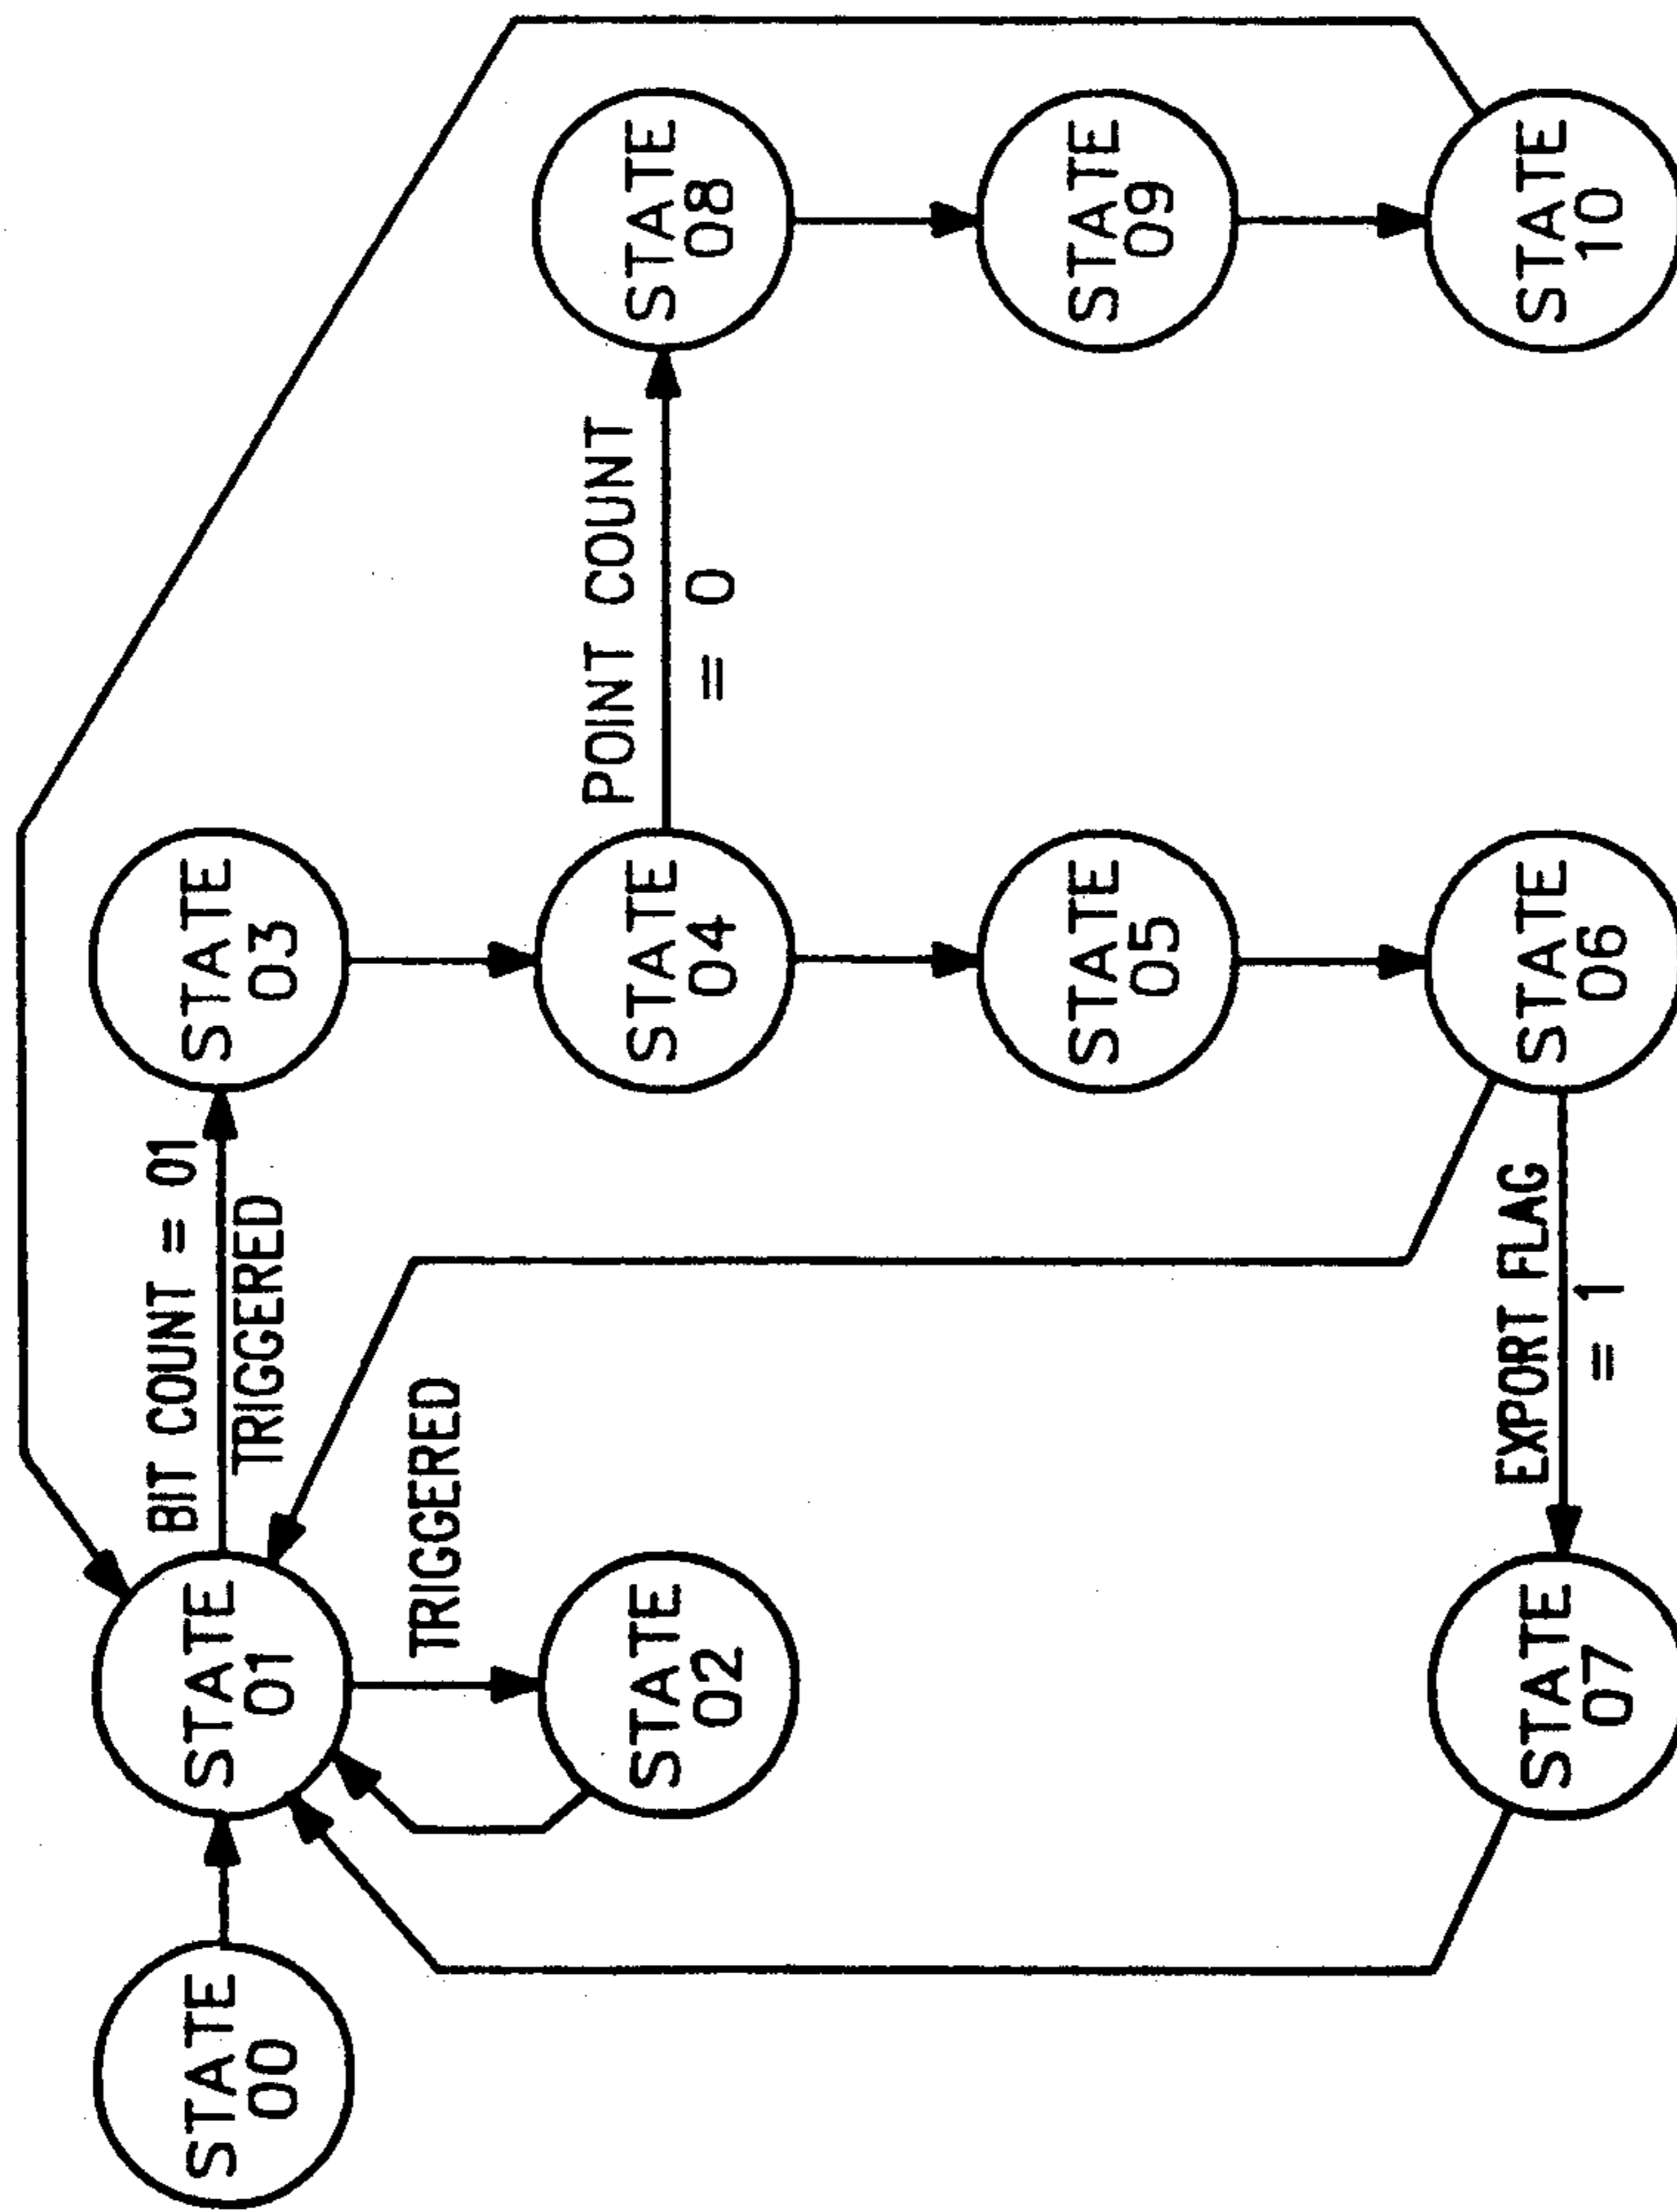 STATE
00
STATE
01
BIT COUNT = 01
TRIGGERED
STATE
03
TRIGGERED
STATE
02
STATE
04
POINT COUNT
= 0
STATE
08
STATE
05
STATE
09
STATE
07
EXPORT FLAG
= 1
STATE
06
STATE
10